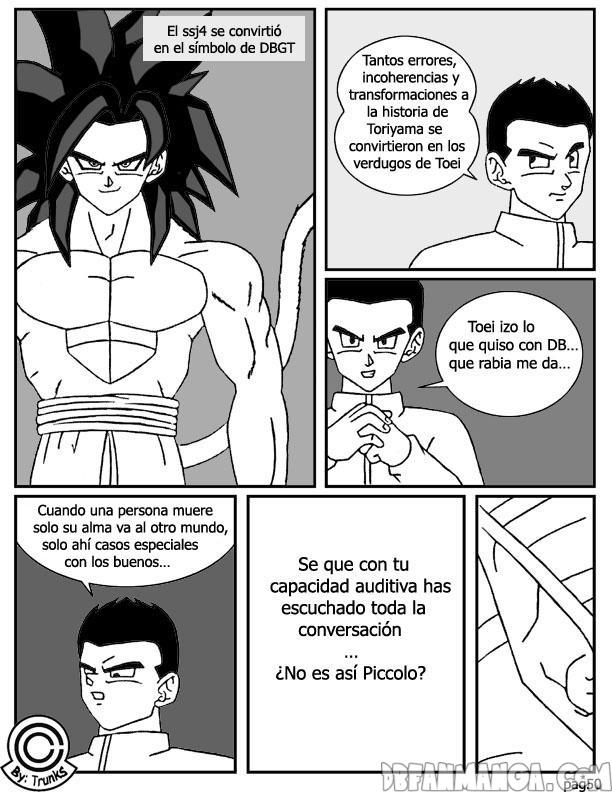 El ssj4 se convirtió
en el símbolo de DBGT
Tantos errores,
incoherencias y
transformaciones a
la historia de
Toriyama se
convirtieron en los
verdugos de Toei
Toei izo lo
que quiso con DB...
que rabia me da...
Cuando una persona muere
solo su alma va al otro mundo,
solo ahí casos especiales
con los buenos...
Se que con tu
capacidad auditiva has
escuchado toda la
conversación
...
¿No es así Piccolo?
By: Trunks
DBFANMANGA.COM
pag50